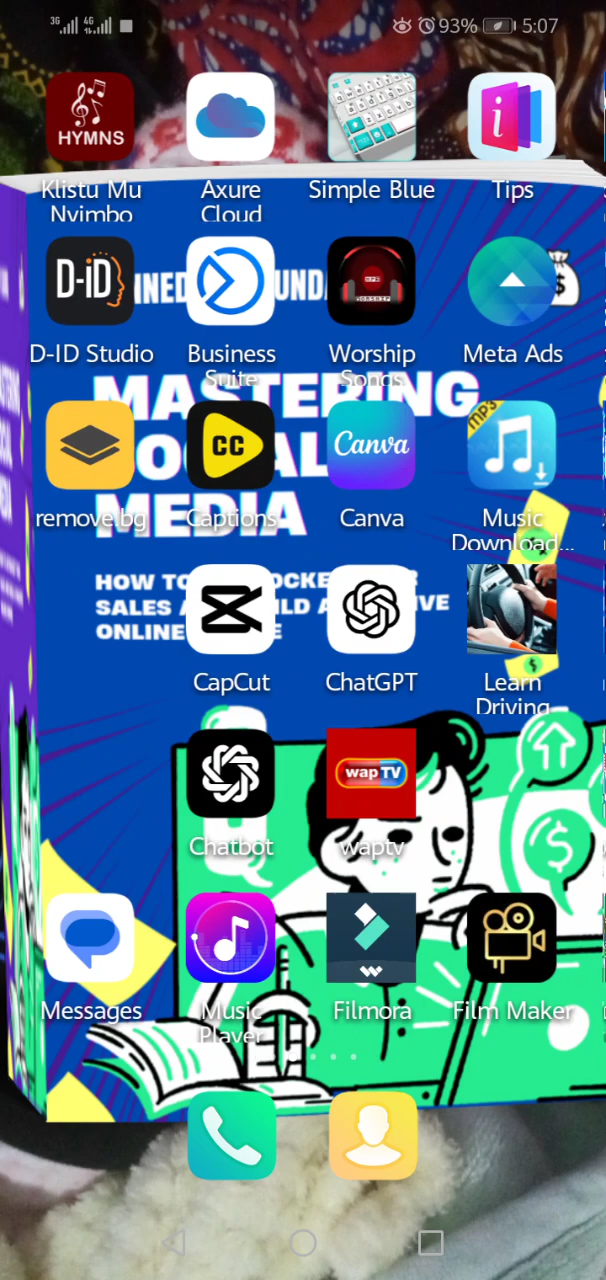 3G 4G 93% 5:07
HYMNS
Klistu Mu Axure Simple Blue Tips
Nyimbo Cloud
D-iD
D-ID Studio Business Worship Meta Ads
Suite Songs
MASTERING
MEDIA
CC Canva mp3
remove bg Captions Canva Music
Download...
HOW TO
SALES
ONLINE
CapCut ChatGPT Learn
Driving
wap TV
Chatbot waptv
Messages Music Filmora Film Maker
Player